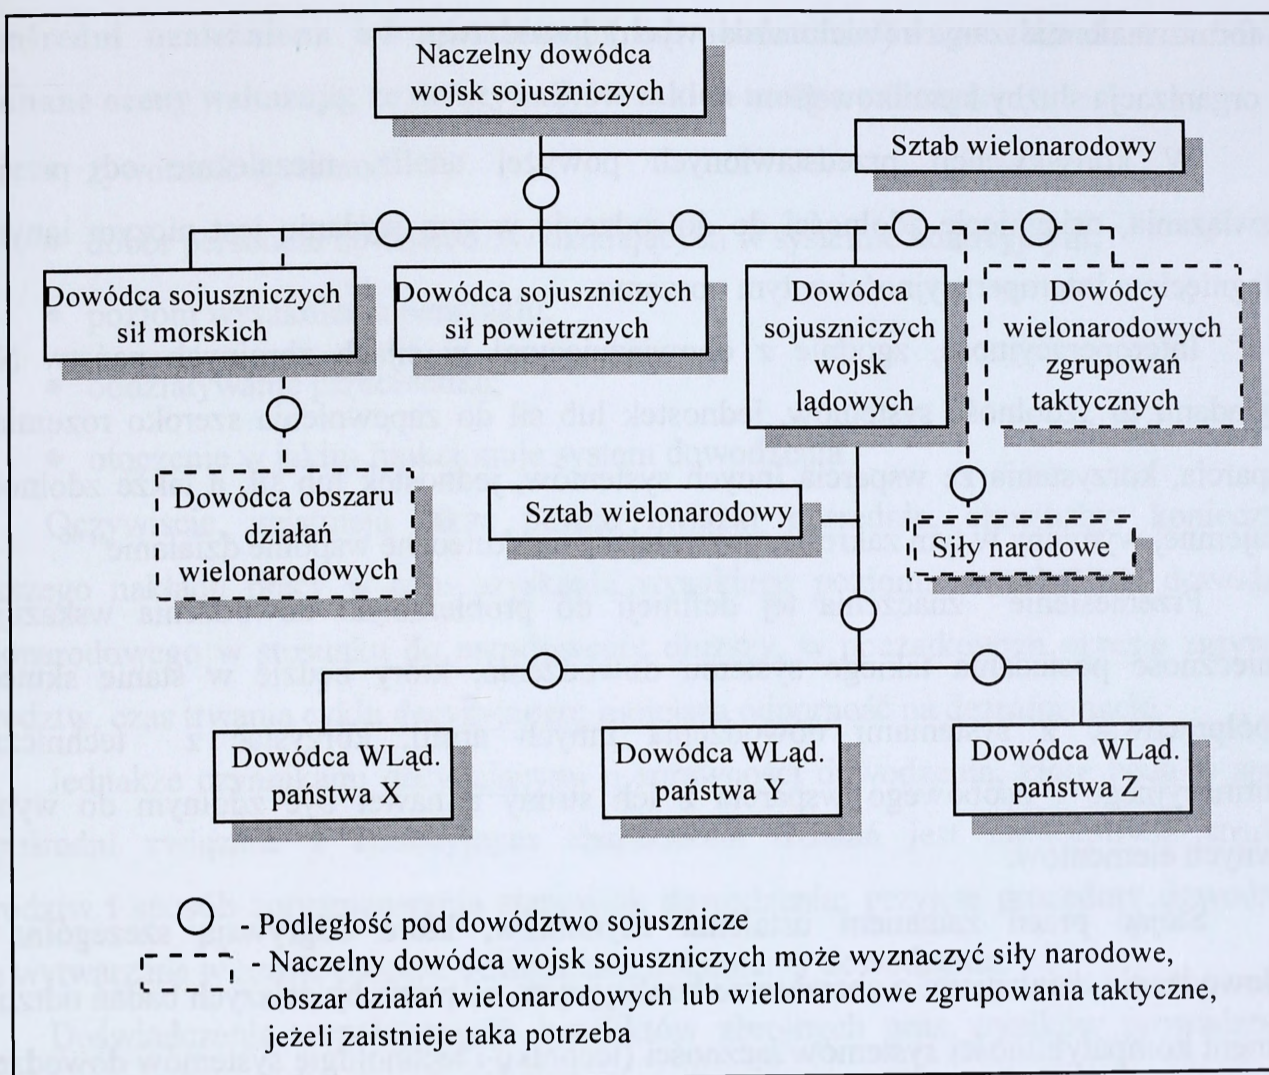 Naczelny dowódca
wojsk sojuszniczych
Sztab wielonarodowy
Dowódca sojuszniczych
sił morskich
Dowódca sojuszniczych
sił powietrznych
Dowódca
sojuszniczych
wojsk
lądowych
Dowódcy
wielonarodowych
zgrupowań
taktycznych
Dowódca obszaru
działań
wielonarodowych
Sztab wielonarodowy
Siły narodowe
Dowódca WLąd.
państwa X
Dowódca WLąd.
państwa Y
Dowódca WLąd.
państwa Z
- Podległość pod dowództwo sojusznicze
- Naczelny dowódca wojsk sojuszniczych może wyznaczyć siły narodowe,
obszar działań wielonarodowych lub wielonarodowe zgrupowania taktyczne,
jeżeli zaistnieje taka potrzeba